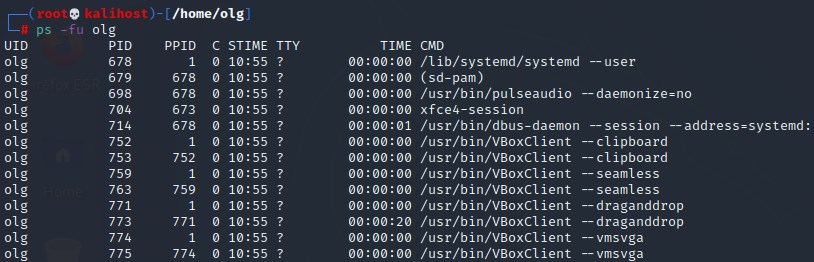 (root💀kalihost)-[/home/olg]
# ps -fu olg
UID PID PPID C STIME TTY TIME CMD
olg 678 1 0 10:55 ? 00:00:00 /lib/systemd/systemd --user
olg 679 678 0 10:55 ? 00:00:00 (sd-pam)
olg 698 678 0 10:55 ? 00:00:00 /usr/bin/pulseaudio --daemonize=no
olg 704 673 0 10:55 ? 00:00:00 xfce4-session
olg 714 678 0 10:55 ? 00:00:01 /usr/bin/dbus-daemon --session --address=systemd:
olg 752 1 0 10:55 ? 00:00:00 /usr/bin/VBoxClient --clipboard
olg 753 752 0 10:55 ? 00:00:00 /usr/bin/VBoxClient --clipboard
olg 759 1 0 10:55 ? 00:00:00 /usr/bin/VBoxClient --seamless
olg 763 759 0 10:55 ? 00:00:00 /usr/bin/VBoxClient --seamless
olg 771 1 0 10:55 ? 00:00:00 /usr/bin/VBoxClient --draganddrop
olg 773 771 0 10:55 ? 00:00:20 /usr/bin/VBoxClient --draganddrop
olg 774 1 0 10:55 ? 00:00:00 /usr/bin/VBoxClient --vmsvga
olg 775 774 0 10:55 ? 00:00:00 /usr/bin/VBoxClient --vmsvga
Home